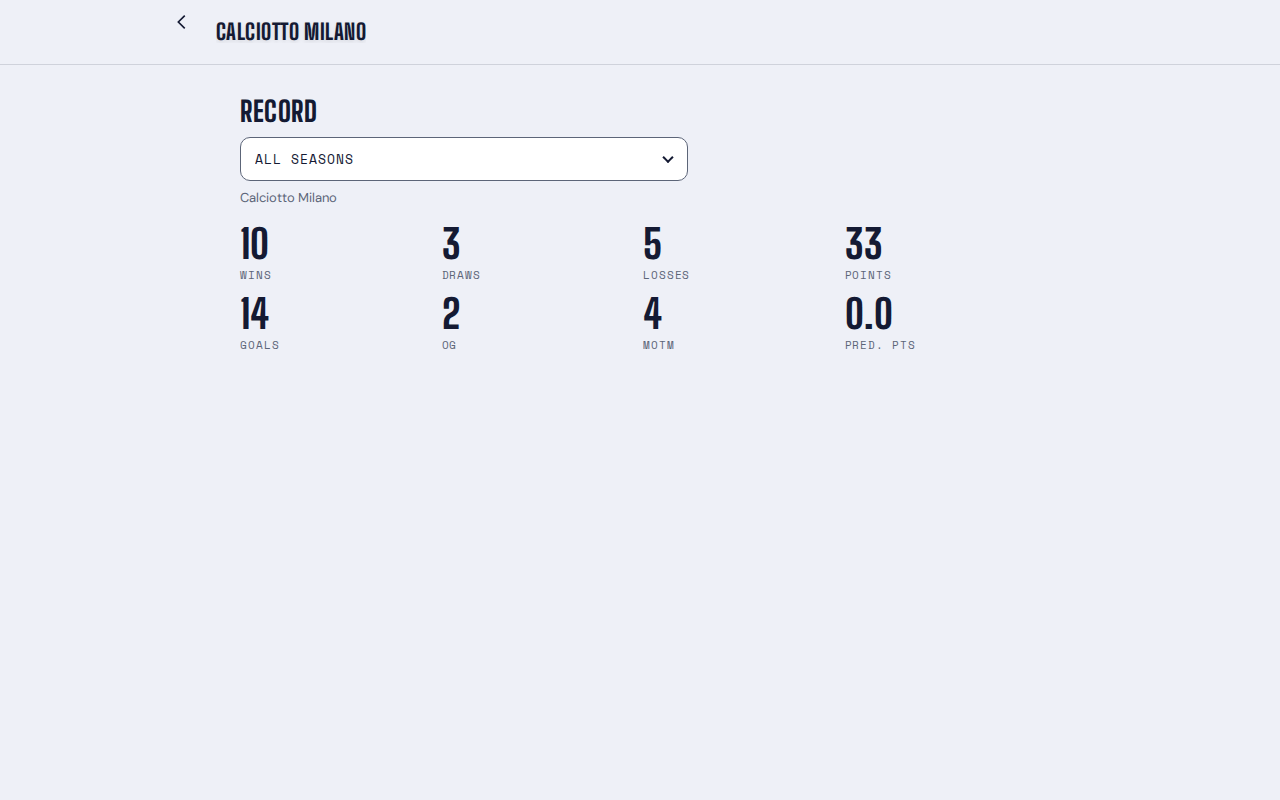 CALCIOTTO MILANO
RECORD
ALL SEASONS
Calciotto Milano
10 3 5 33
WINS DRAWS LOSSES POINTS
14 2 4 0.0
GOALS OG MOTM PRED. PTS